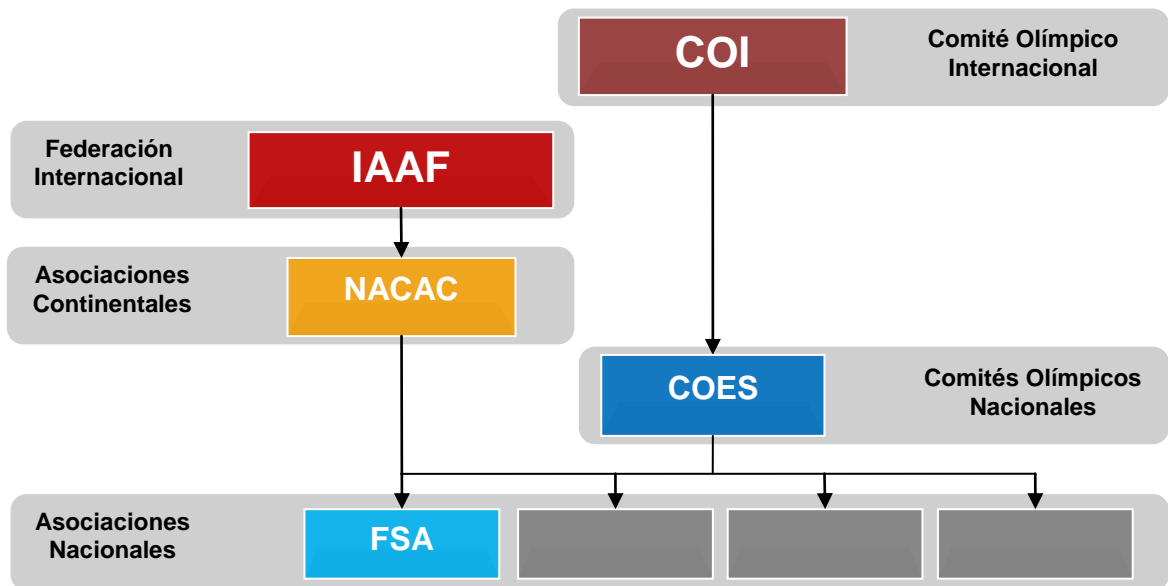 COI
Comité Olímpico
Internacional
Federación
Internacional
IAAF
Asociaciones
Continentales
NACAC
COES
Comités Olímpicos
Nacionales
Asociaciones
Nacionales
FSA